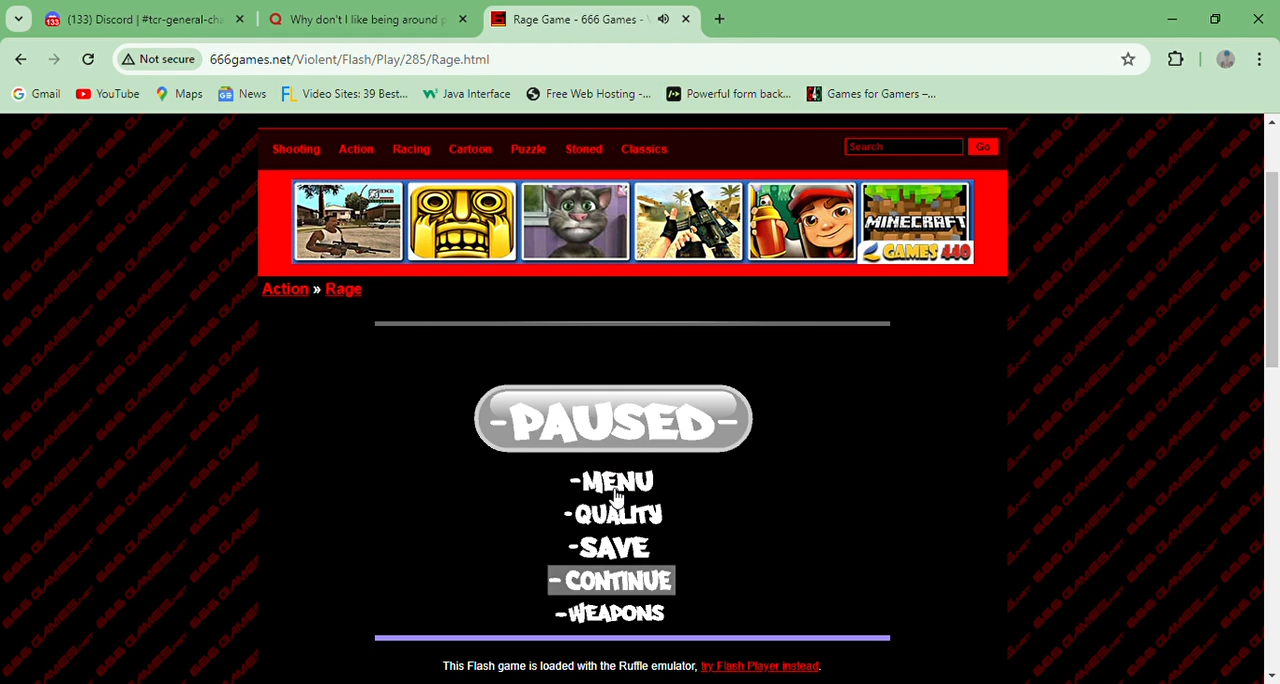 (133) Discord | #tcr-general-cha
Why don't I like being around p
Rage Game - 666 Games -
Not secure
666games.net/Violent/Flash/Play/285/Rage.html
Gmail
YouTube
Maps
News
Video Sites: 39 Best...
Java Interface
Free Web Hosting -...
Powerful form back...
Games for Gamers –...
Shooting
Action
Racing
Cartoon
Puzzle
Stoned
Classics
Search
Go
MINECRAFT
GAMES 440
Action » Rage
-PAUSED-
-MENU
-QUALITY
-SAVE
- CONTINUE
-WEAPONS
This Flash game is loaded with the Ruffle emulator, try Flash Player instead.